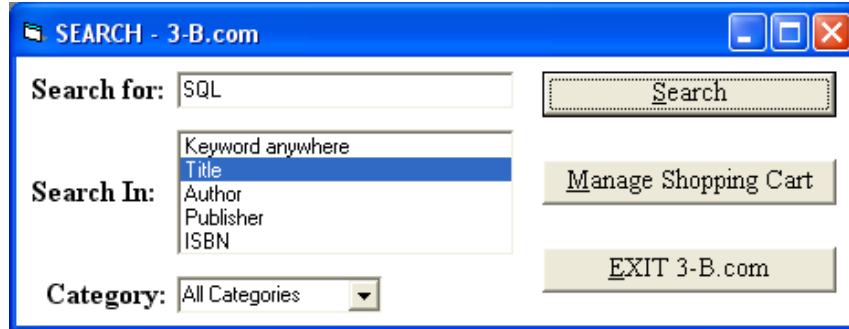 SEARCH - 3-B.com
Search for: SQL
Search
Search In:
Keyword anywhere
Title
Author
Publisher
ISBN
Manage Shopping Cart
Category: All Categories
EXIT 3-B.com